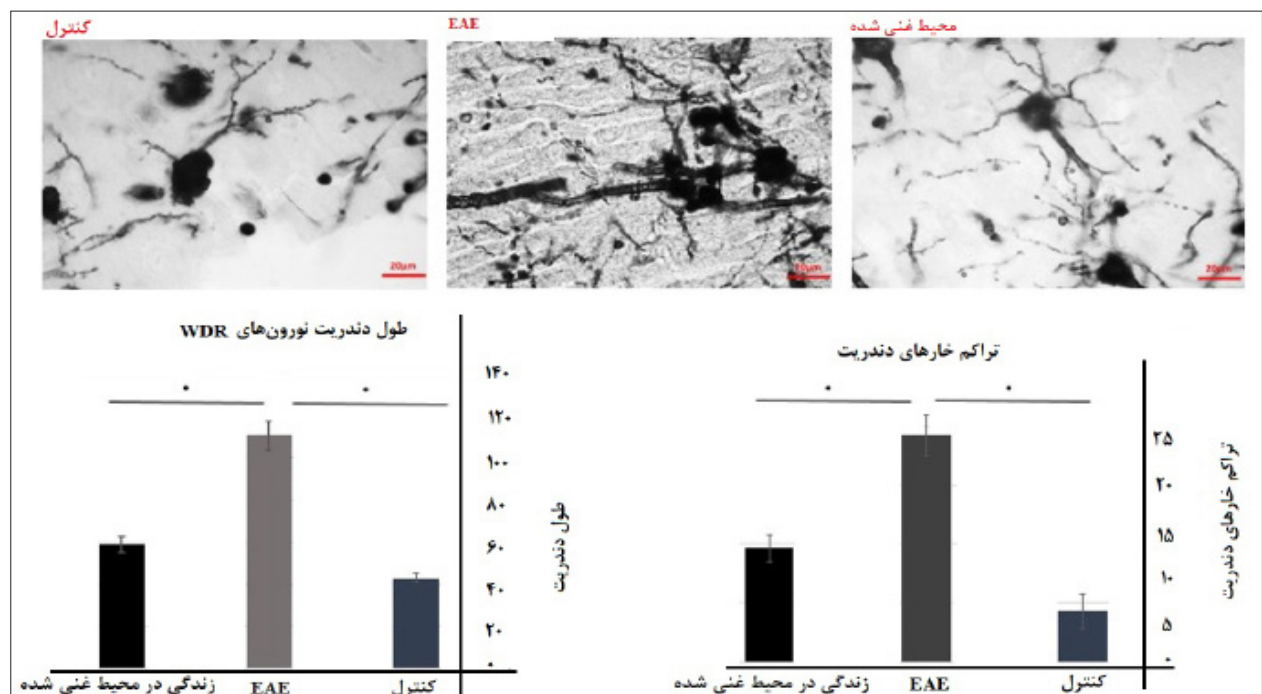 کنترل
EAE
محیط غنی شده
20µm
20µm
20µm
تراکم خارهای دندریت
*
*
۲۵
۲۰
۱۵
۱۰
۵
۰
تراکم خارهای دندریت
کنترل
EAE
زندگی در محیط غنی شده
طول دندریت نورون‌های WDR
*
*
۱۴۰
۱۲۰
۱۰۰
۸۰
۶۰
۴۰
۲۰
۰
طول دندریت
کنترل
EAE
زندگی در محیط غنی شده